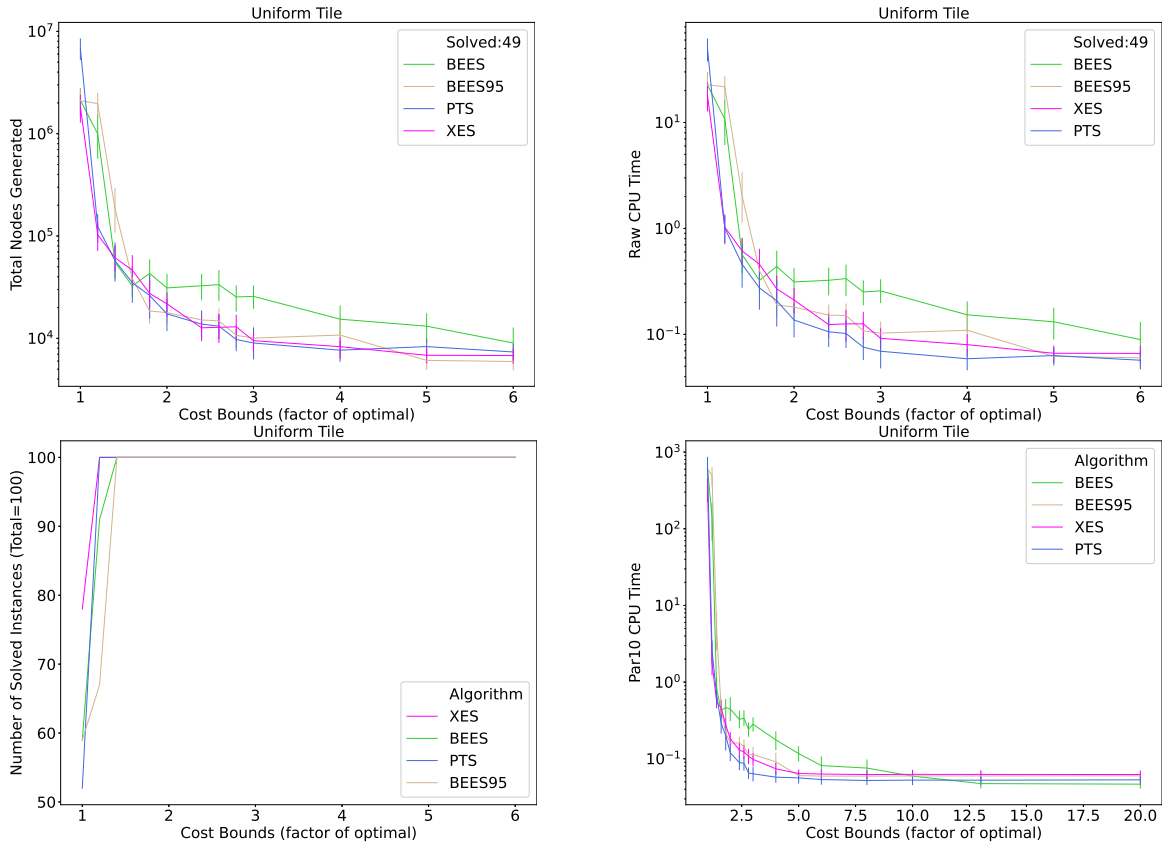 Uniform Tile
10^7
10^6
10^5
10^4
Total Nodes Generated
Solved:49
BEES
BEES95
PTS
XES
1 2 3 4 5 6
Cost Bounds (factor of optimal)
Uniform Tile
10^1
10^0
10^−1
Raw CPU Time
Solved:49
BEES
BEES95
XES
PTS
1 2 3 4 5 6
Cost Bounds (factor of optimal)
Uniform Tile
100
90
80
70
60
50
Number of Solved Instances (Total=100)
Algorithm
XES
BEES
PTS
BEES95
1 2 3 4 5 6
Cost Bounds (factor of optimal)
Uniform Tile
10^3
10^2
10^1
10^0
10^−1
Par10 CPU Time
Algorithm
BEES
BEES95
XES
PTS
2.5 5.0 7.5 10.0 12.5 15.0 17.5 20.0
Cost Bounds (factor of optimal)